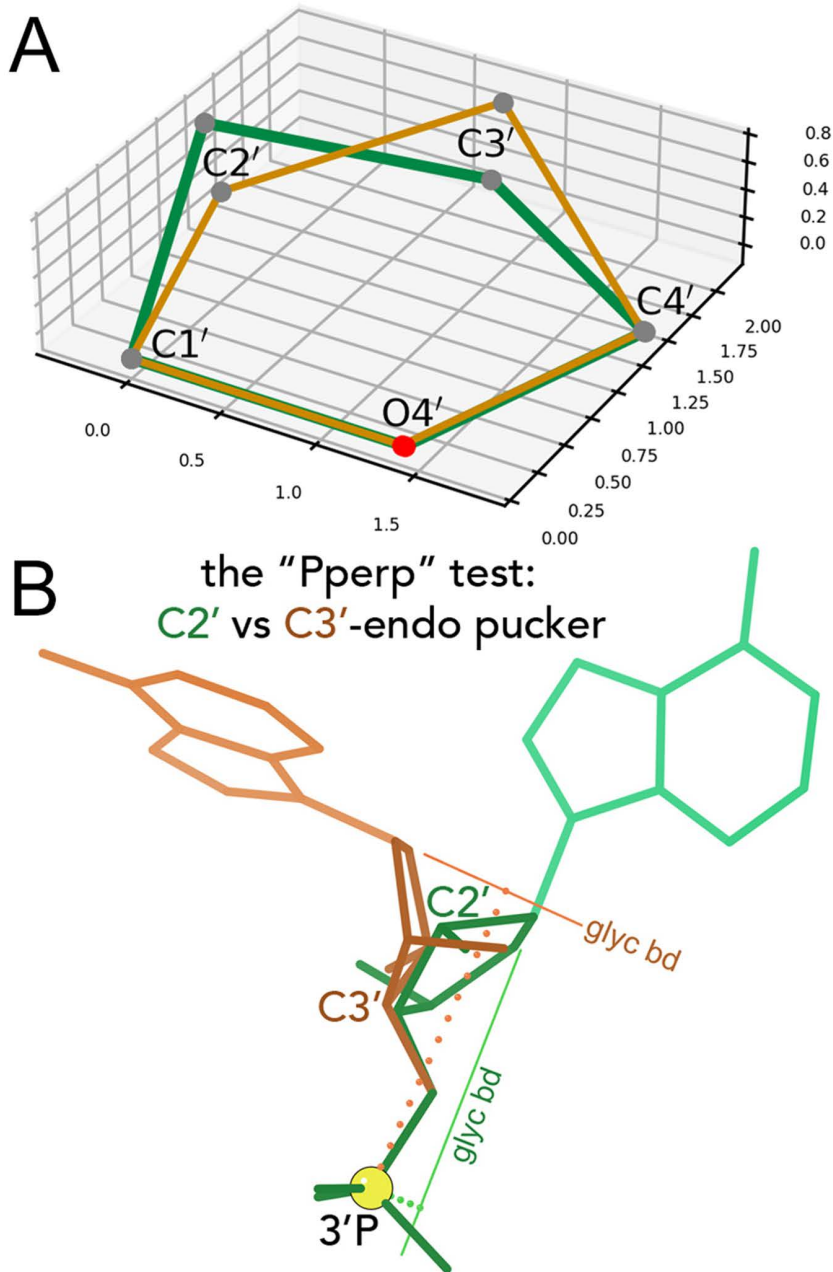 A
C2′
C3′
C4′
C1′
O4′
0.8
0.6
0.4
0.2
0.0
2.00
1.75
1.50
1.25
1.00
0.75
0.50
0.25
0.00
0.0
0.5
1.0
1.5
B
the “Pperp” test:
C2′ vs C3′-endo pucker
C2′
glyc bd
C3′
glyc bd
3′P